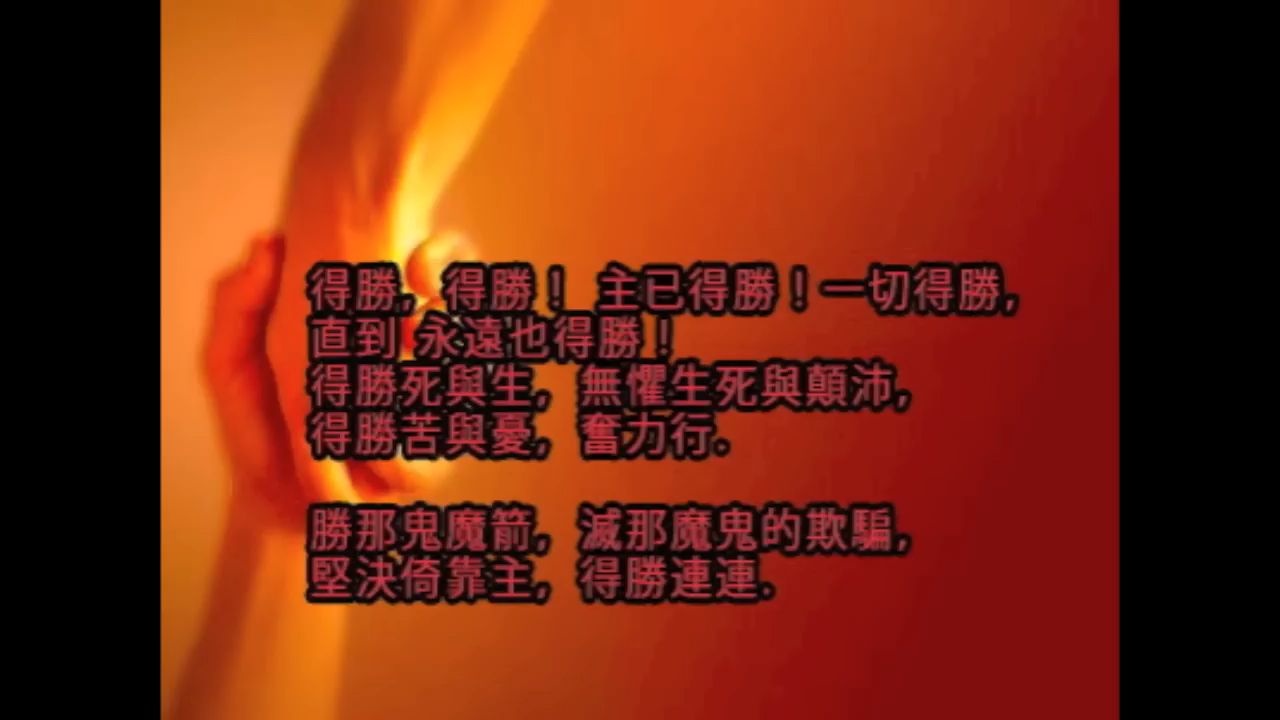 得勝, 得勝！ 主已得勝！一切得勝,
直到 永遠也得勝！
得勝死與生, 無懼生死與顛沛,
得勝苦與憂, 奮力行.
勝那鬼魔箭, 滅那魔鬼的欺騙,
堅決倚靠主, 得勝連連.